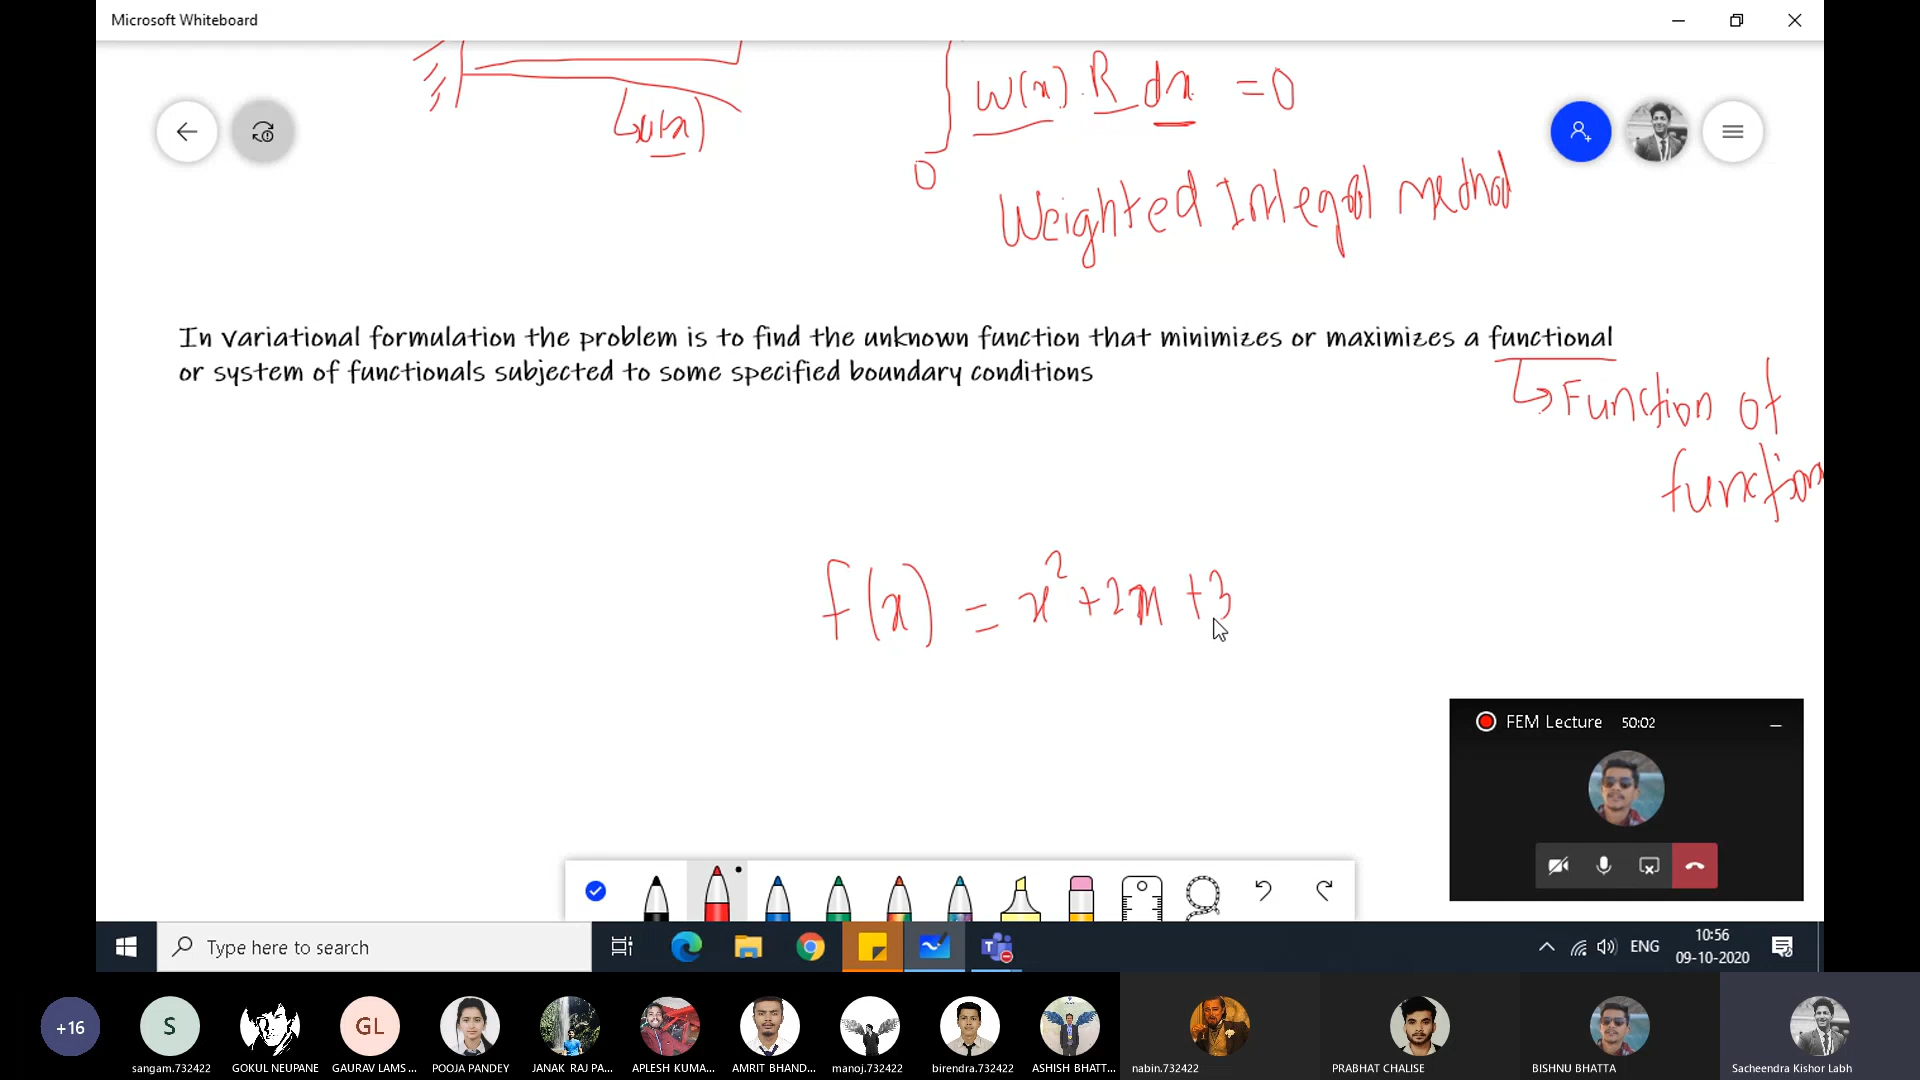 Microsoft Whiteboard
w(x). R dx = 0
u(x)
0
Weighted Integral method
In variational formulation the problem is to find the unknown function that minimizes or maximizes a functional
or system of functionals subjected to some specified boundary conditions
Function of
function
f(x) = x² + 2x + 3
FEM Lecture 50:02
Type here to search
ENG
10:56
09-10-2020
+16
S
GL
sangam.732422
GOKUL NEUPANE
GAURAV LAMS ...
POOJA PANDEY
JANAK RAJ PA...
APLESH KUMA...
AMRIT BHAND...
manoj.732422
birendra.732422
ASHISH BHATT...
nabin.732422
PRABHAT CHALISE
BISHNU BHATTA
Sacheendra Kishor Labh